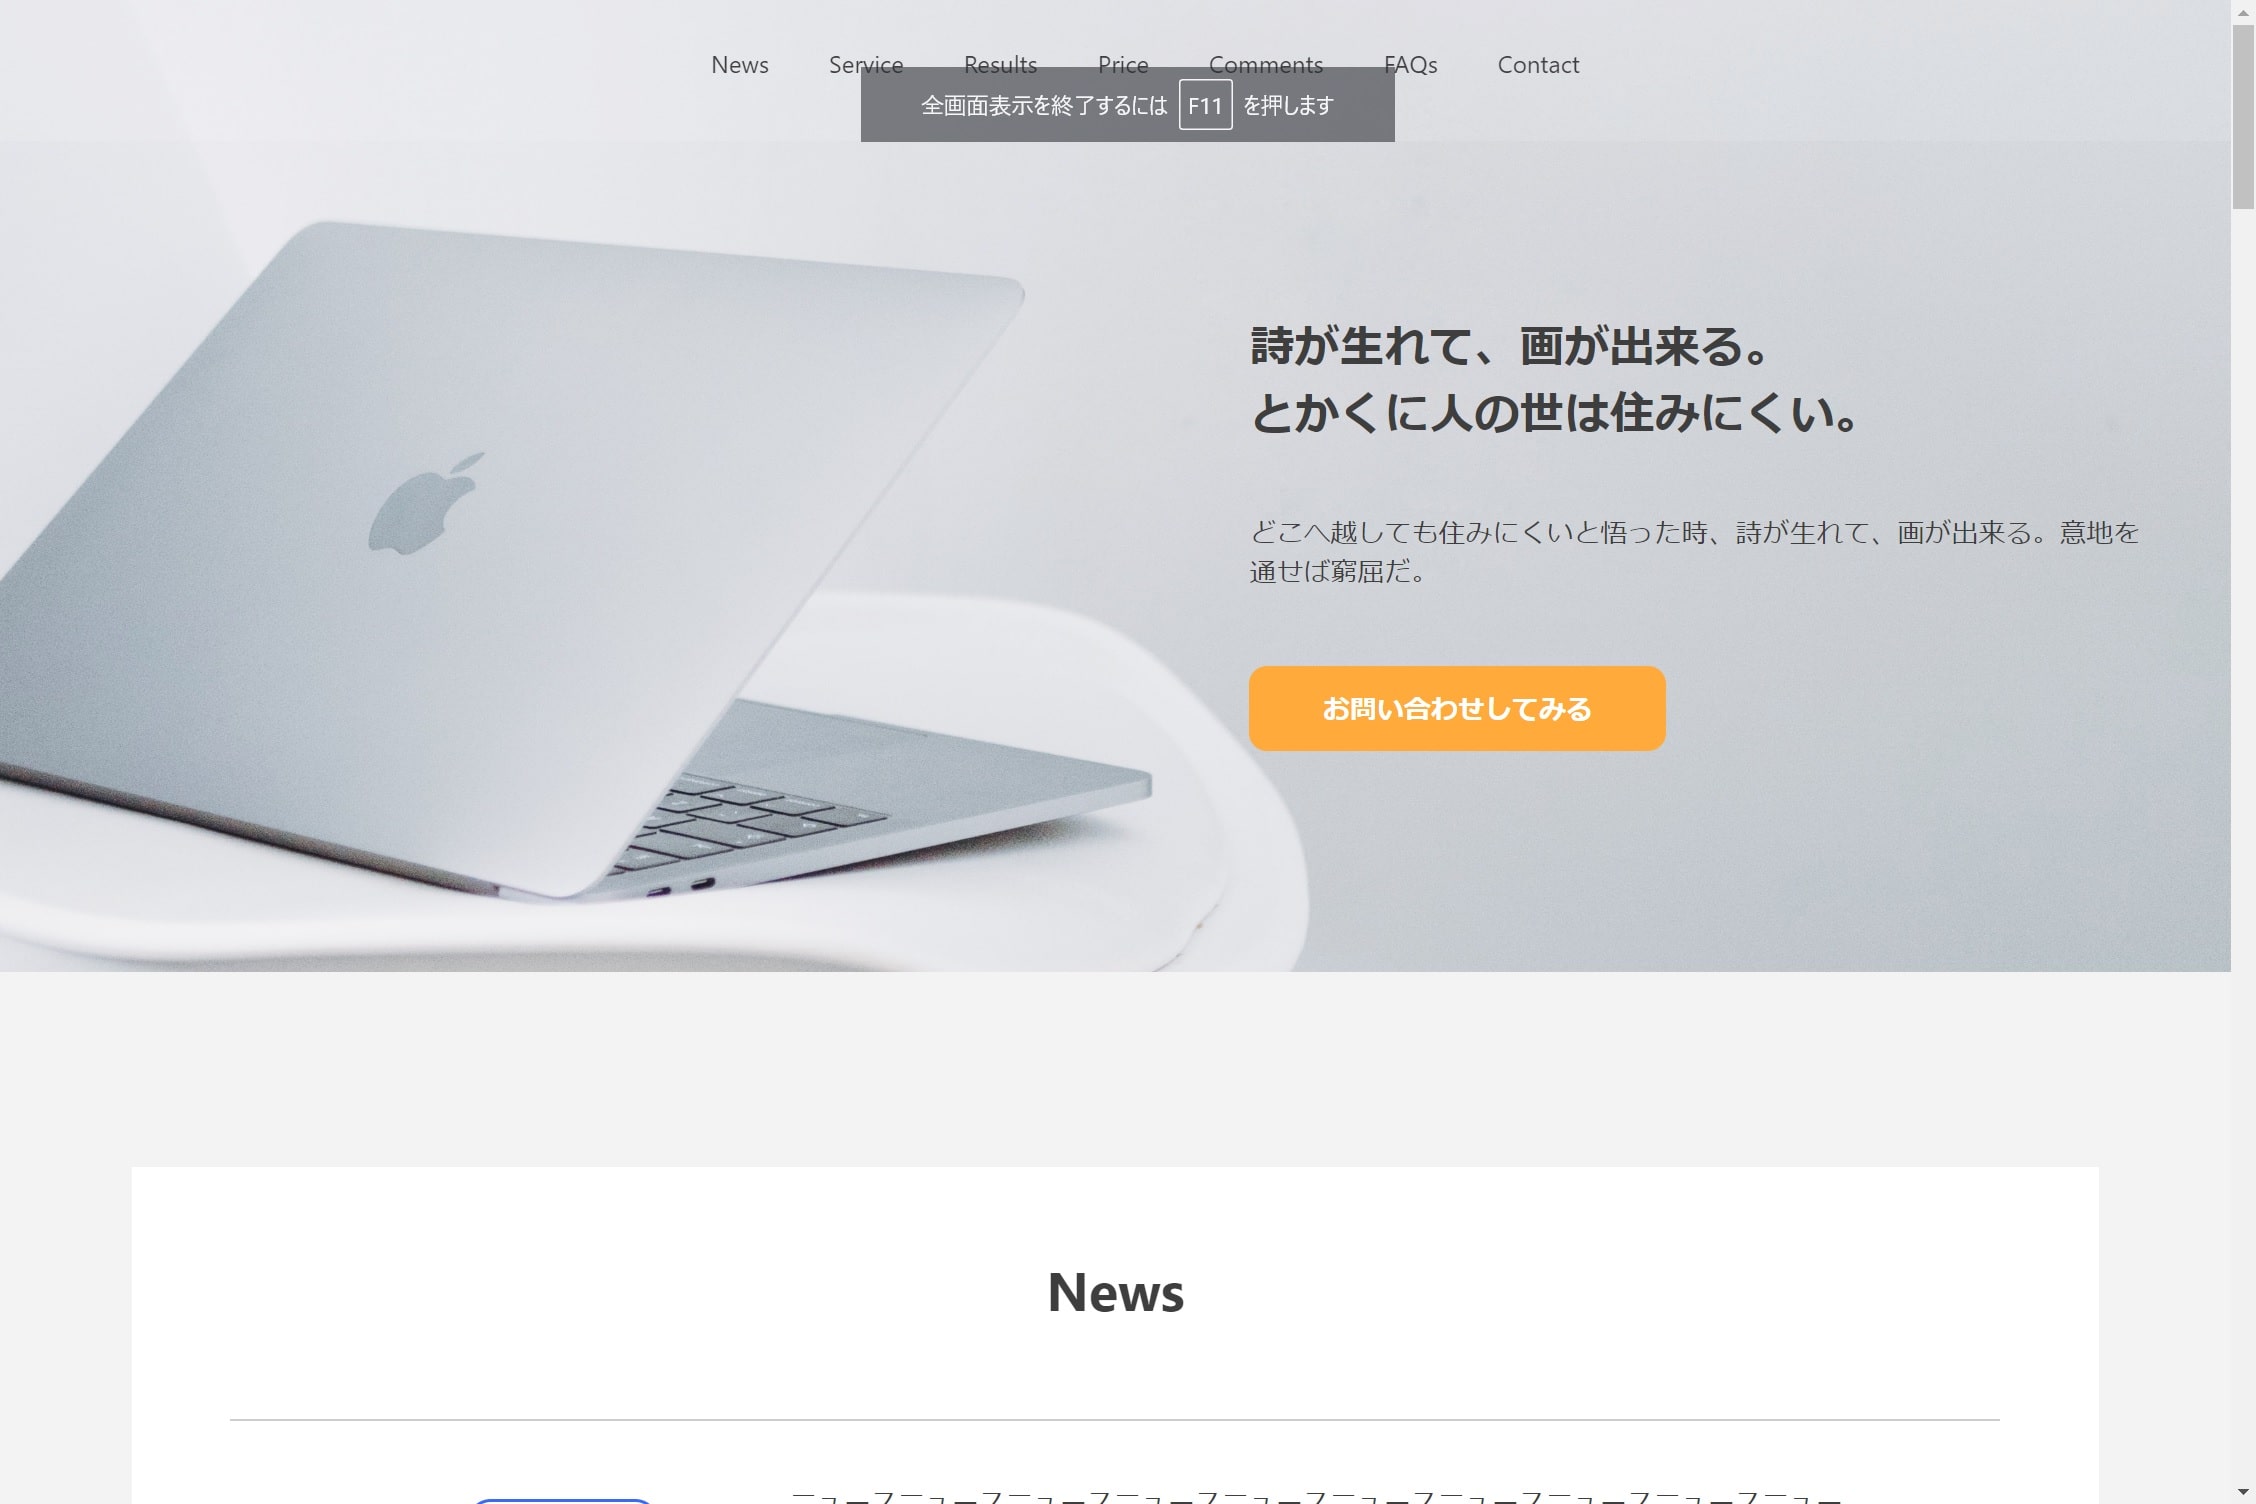 News Service Results Price Comments FAQs Contact
全画面表示を終了するには F11 を押します
詩が生れて、画が出来る。
とかくに人の世は住みにくい。
どこへ越しても住みにくいと悟った時、詩が生れて、画が出来る。意地を
通せば窮屈だ。
お問い合わせしてみる
News